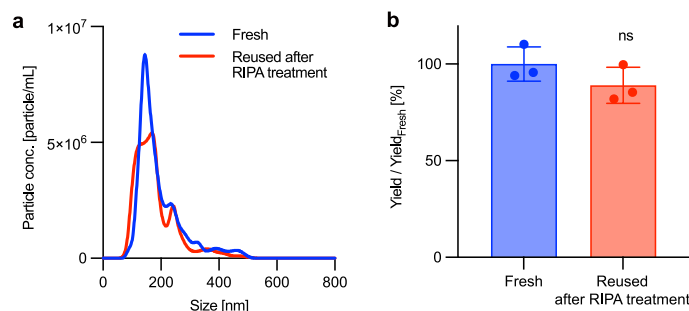 a
Fresh
Reused after
RIPA treatment
1×10⁷
5×10⁶
0
Particle conc. [particle/mL]
0 200 400 600 800
Size [nm]
b
ns
100
50
0
Yield / Yield_Fresh [%]
Fresh
Reused
after RIPA treatment